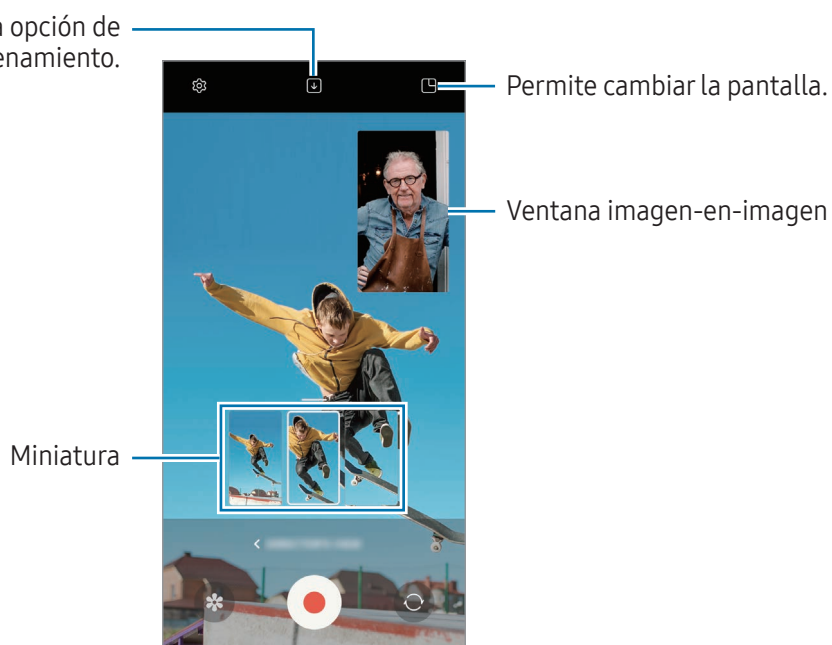 opción de
enamiento.
Permite cambiar la pantalla.
Ventana imagen-en-imagen
Miniatura